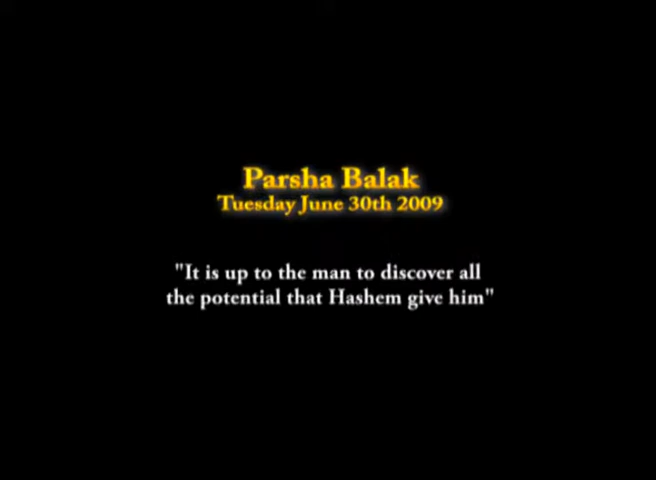 Parsha Balak
Tuesday June 30th 2009
"It is up to the man to discover all
the potential that Hashem give him"